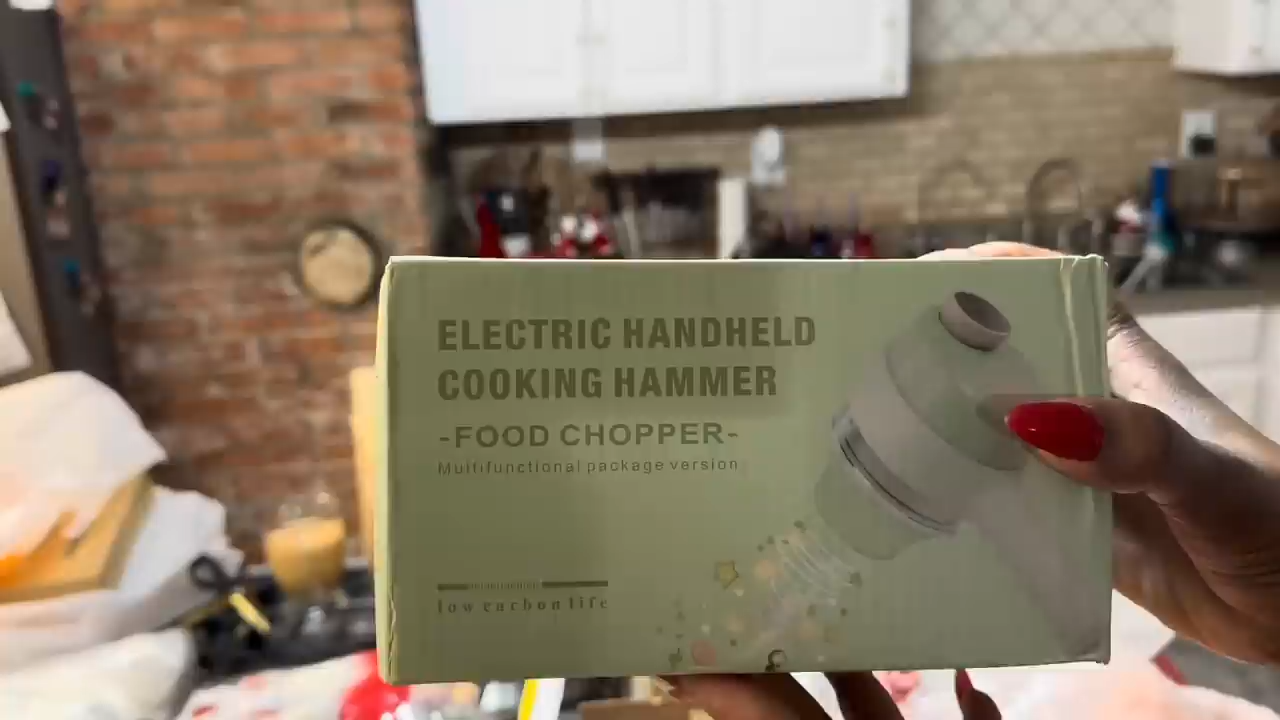 ELECTRIC HANDHELD
COOKING HAMMER
-FOOD CHOPPER-
Multifunctional package version
low carbon life